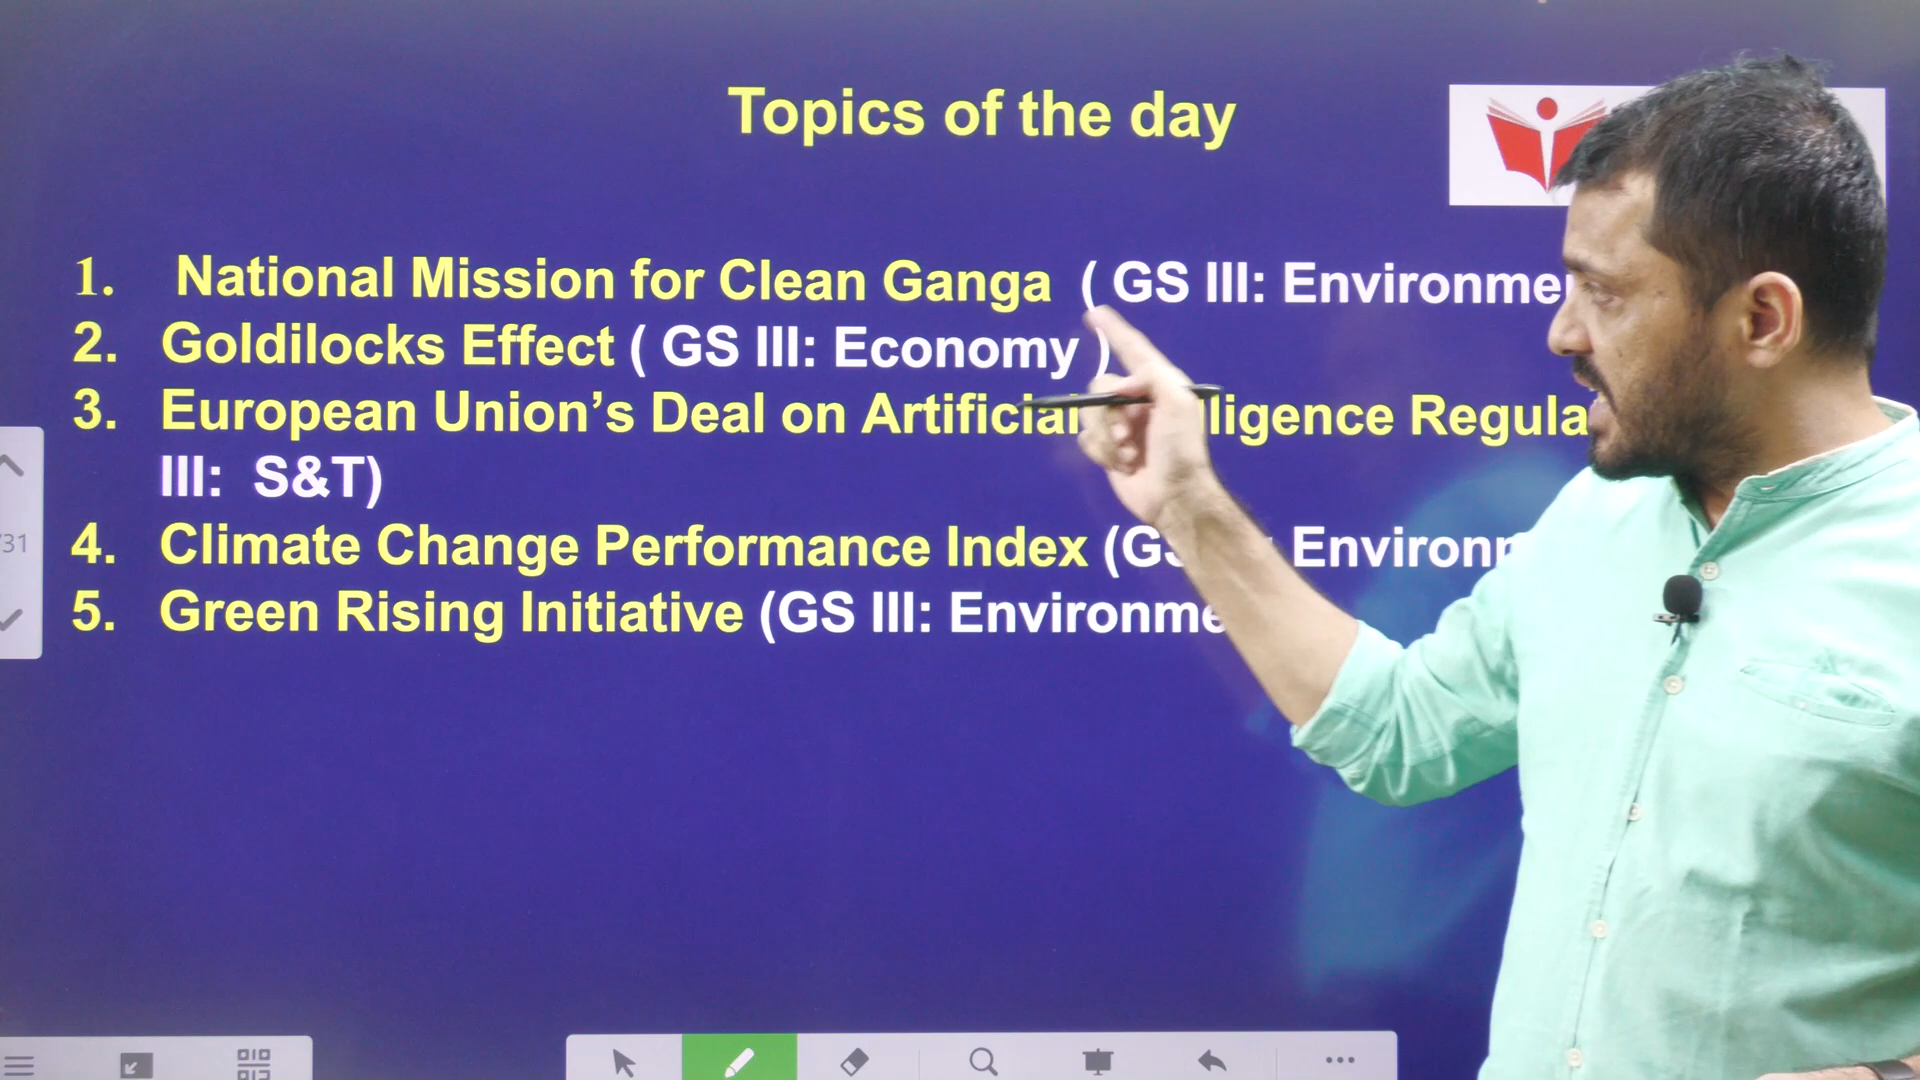 Topics of the day
1. National Mission for Clean Ganga ( GS III: Environme
2. Goldilocks Effect ( GS III: Economy )
3. European Union’s Deal on Artificial lligence Regula
III: S&T)
4. Climate Change Performance Index (GS Environ
5. Green Rising Initiative (GS III: Environme
/31